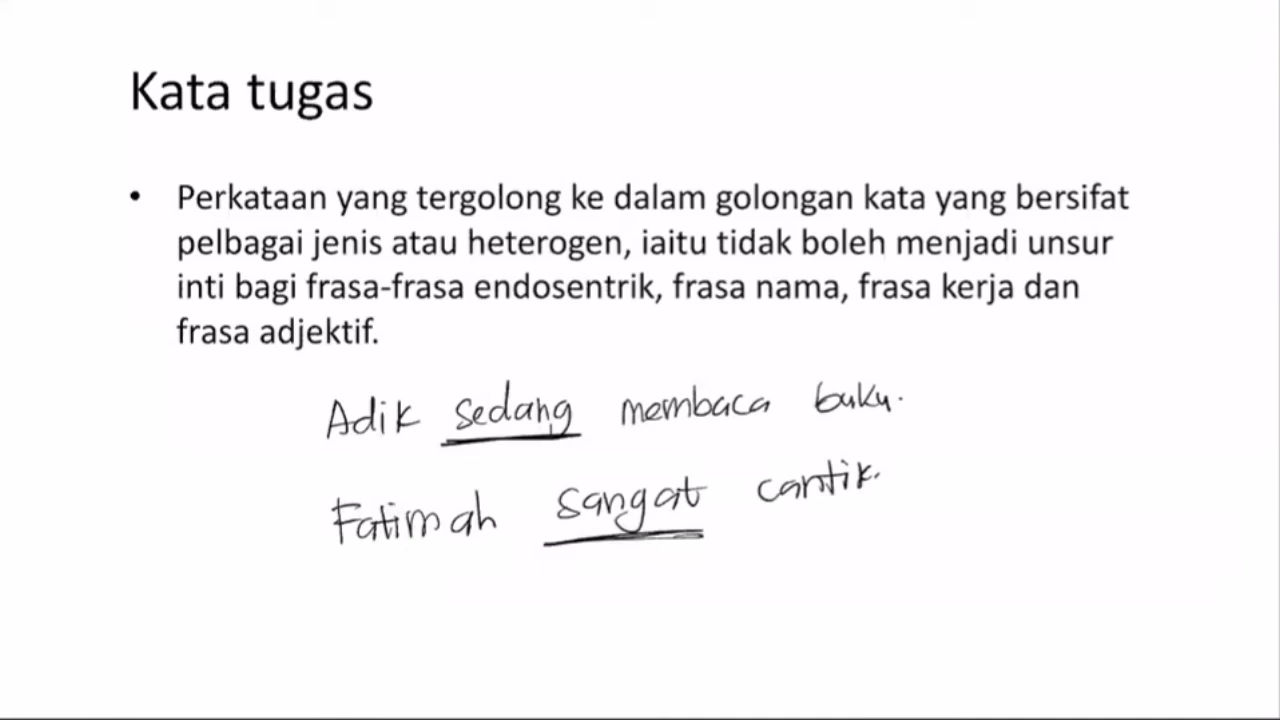 Kata tugas
• Perkataan yang tergolong ke dalam golongan kata yang bersifat
pelbagai jenis atau heterogen, iaitu tidak boleh menjadi unsur
inti bagi frasa-frasa endosentrik, frasa nama, frasa kerja dan
frasa adjektif.
Adik sedang membaca buku.
Fatimah sangat cantik.